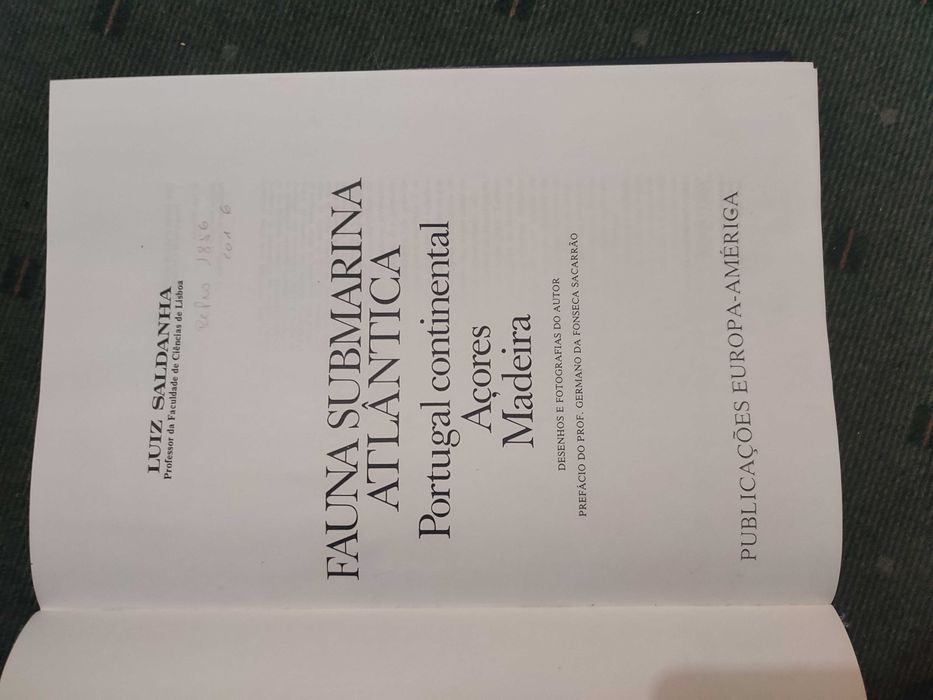 LUIZ SALDANHA
Professor da Faculdade de Ciências de Lisboa
FAUNA SUBMARINA
ATLÂNTICA
Portugal continental
Açores
Madeira
DESENHOS E FOTOGRAFIAS DO AUTOR
PREFÁCIO DO PROF. GERMANO DA FONSECA SACARRÃO
PUBLICAÇÕES EUROPA-AMÉRICA